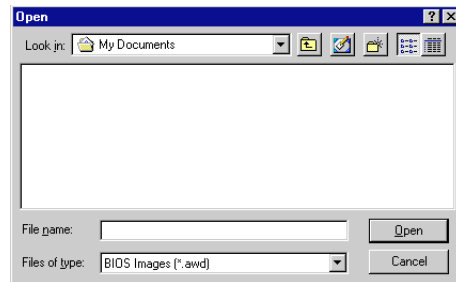 Open
Look in: My Documents
File name: Open
Files of type: BIOS Images (*.awd) Cancel